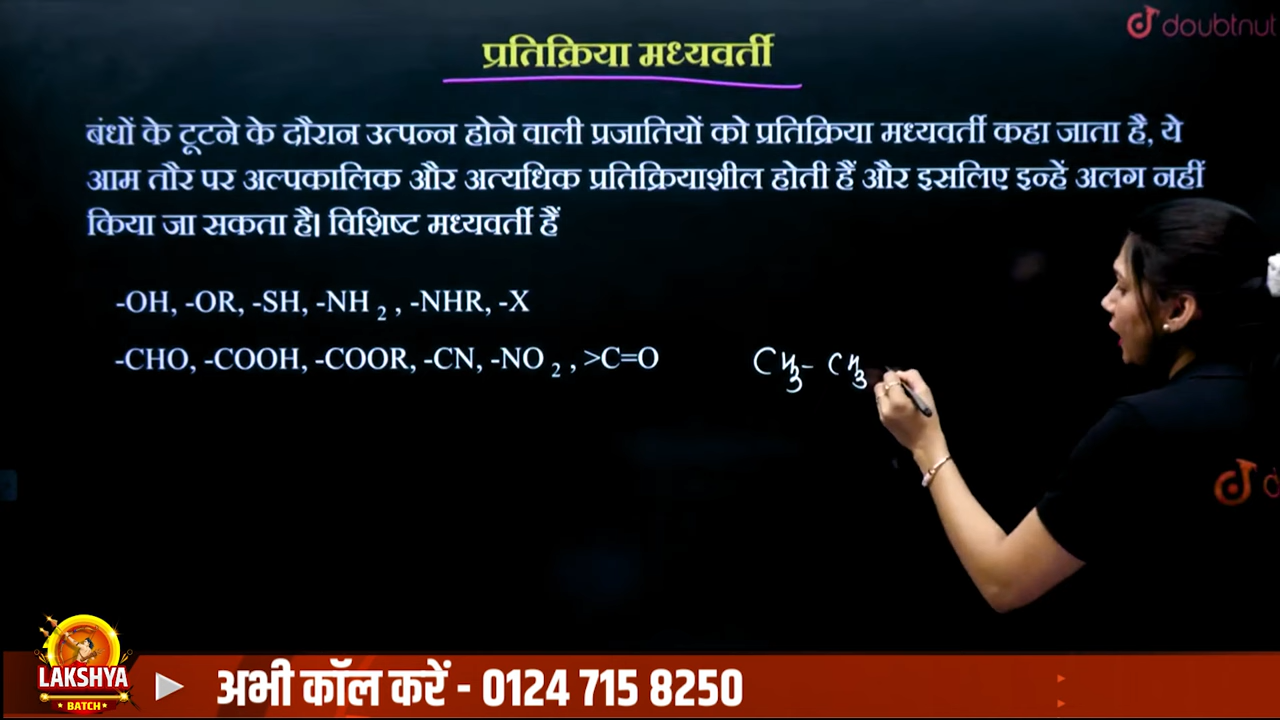 doubtnut
प्रतिक्रिया मध्यवर्ती
बंधों के टूटने के दौरान उत्पन्न होने वाली प्रजातियों को प्रतिक्रिया मध्यवर्ती कहा जाता है, ये
आम तौर पर अल्पकालिक और अत्यधिक प्रतिक्रियाशील होती हैं और इसलिए इन्हें अलग नहीं
किया जा सकता है। विशिष्ट मध्यवर्ती हैं
-OH, -OR, -SH, -NH 2 , -NHR, -X
-CHO, -COOH, -COOR, -CN, -NO 2 , >C=O
CH3- CH3
LAKSHYA
BATCH
अभी कॉल करें - 0124 715 8250